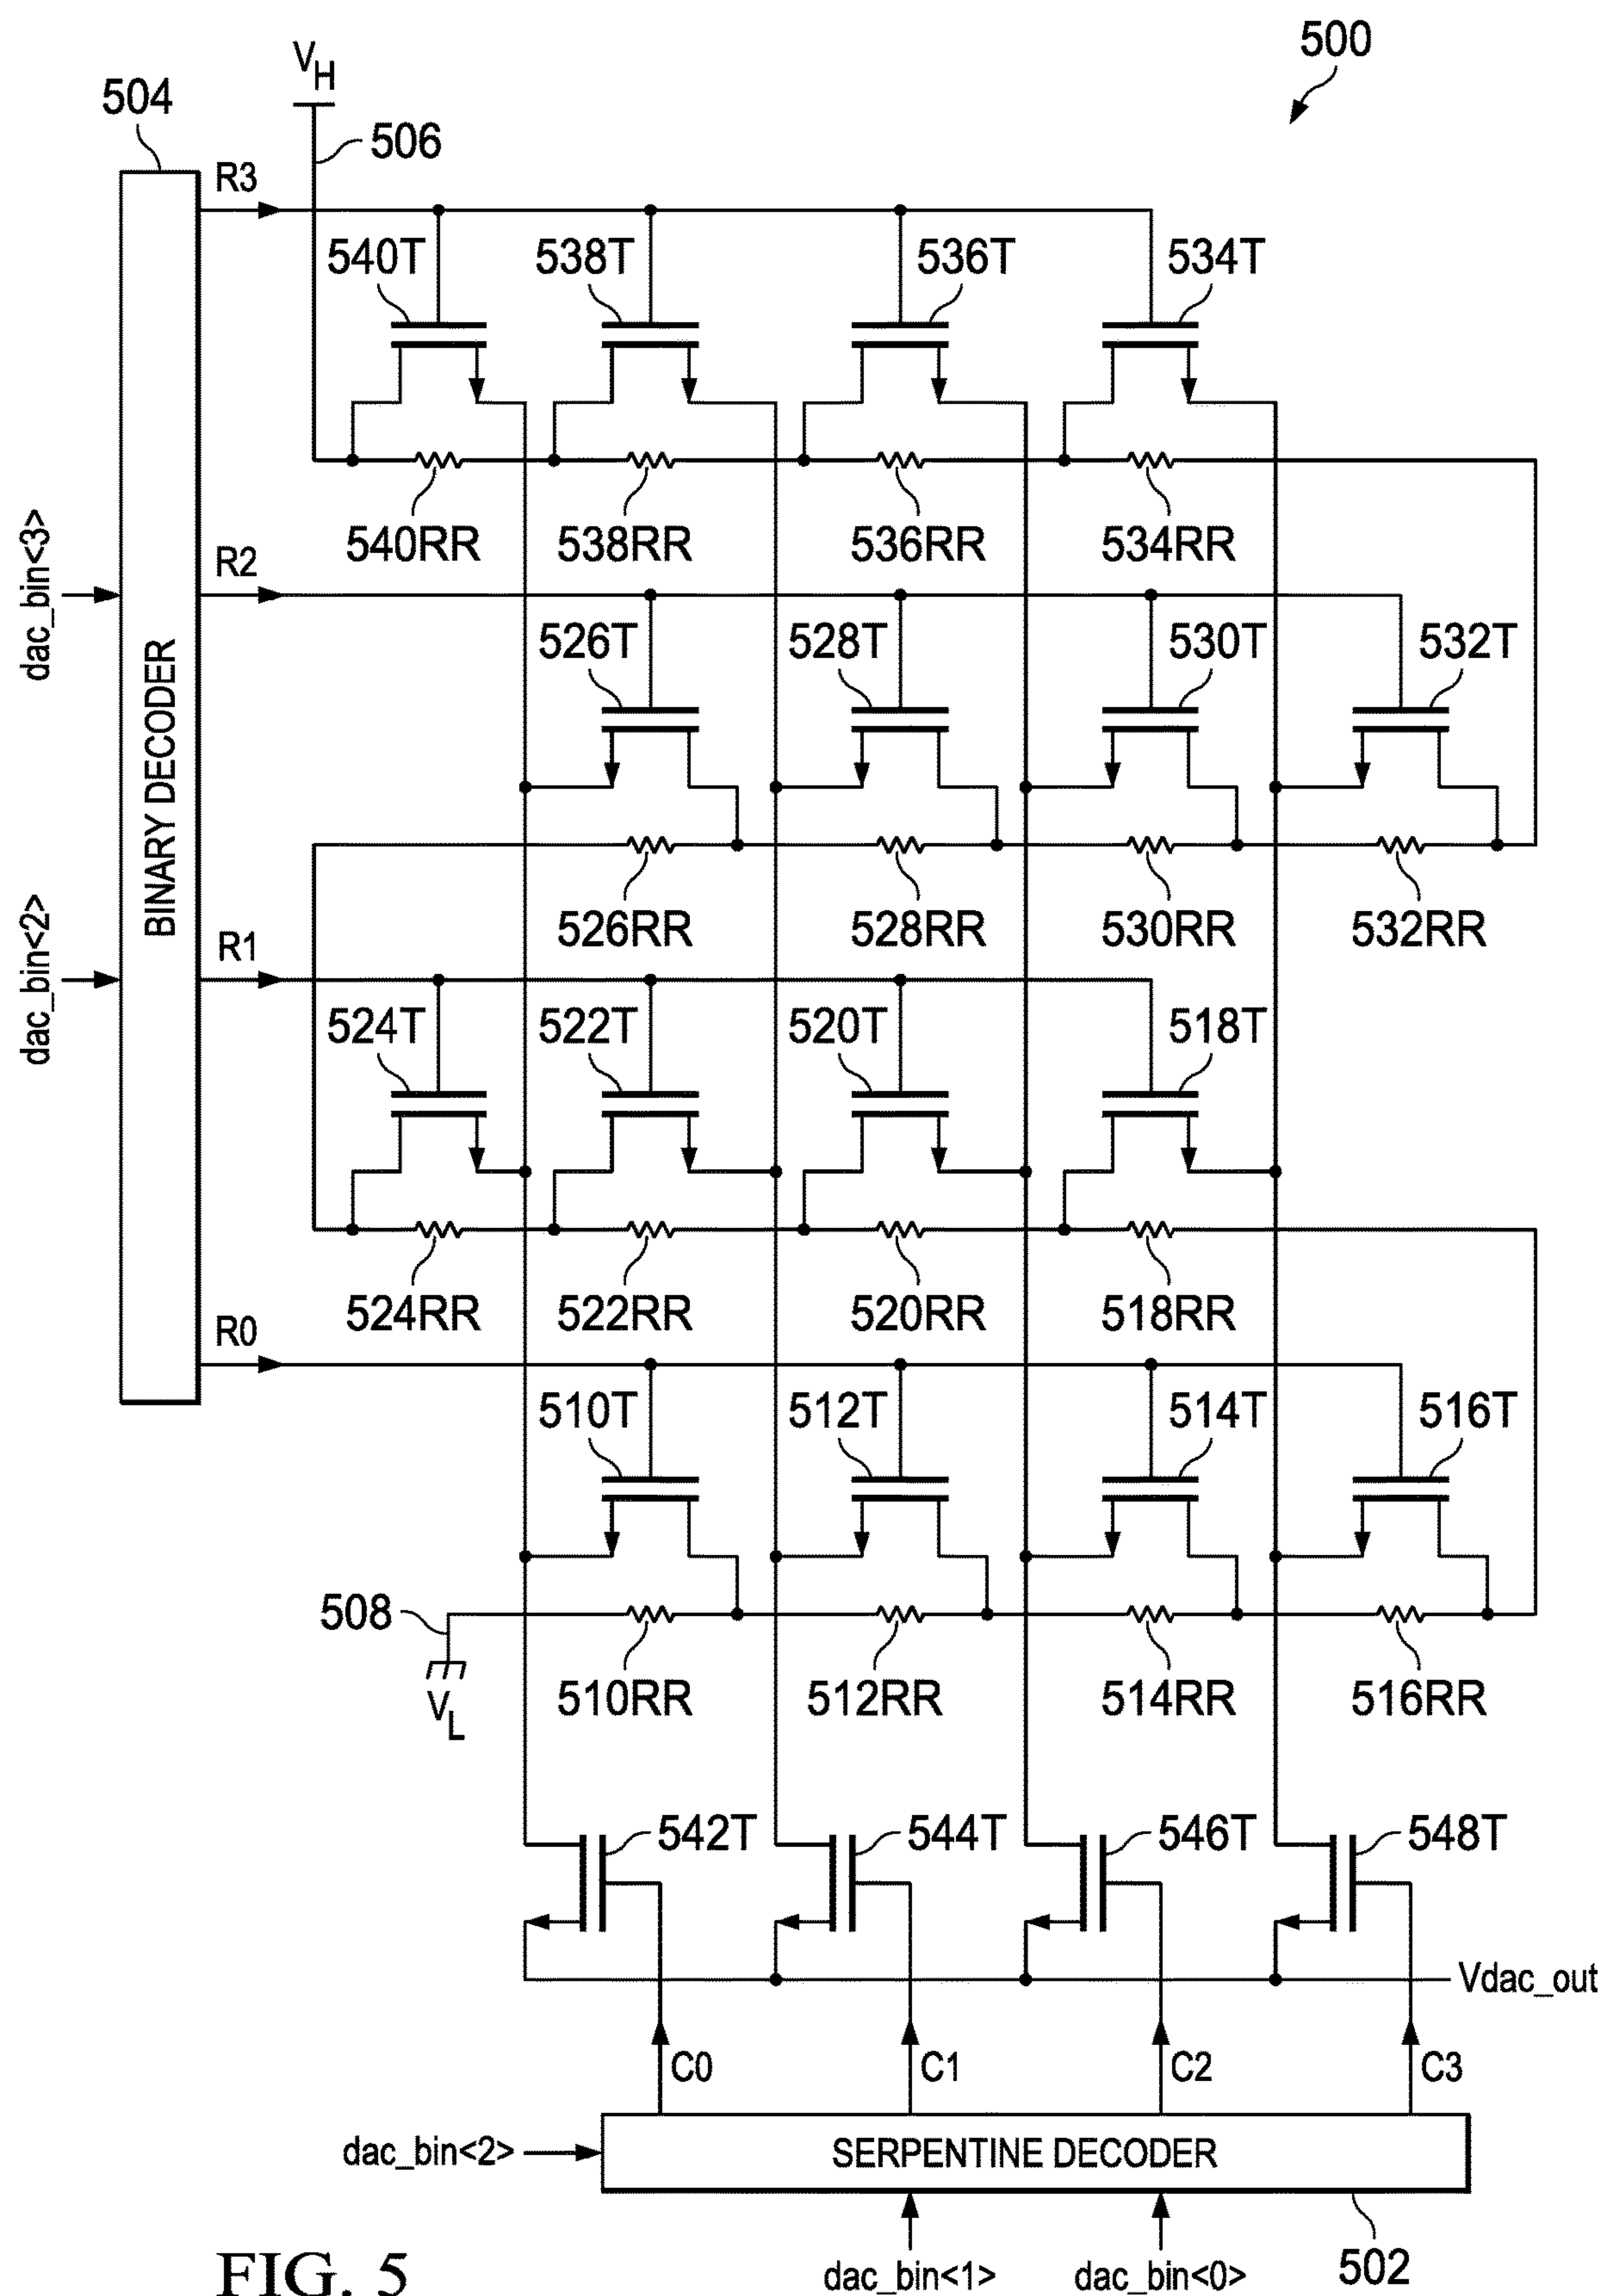 500
504
VH
506
R3
540T 538T 536T 534T
540RR 538RR 536RR 534RR
dac_bin<3>
R2
526T 528T 530T 532T
BINARY DECODER
526RR 528RR 530RR 532RR
dac_bin<2>
R1
524T 522T 520T 518T
524RR 522RR 520RR 518RR
R0
510T 512T 514T 516T
508
VL
510RR 512RR 514RR 516RR
542T 544T 546T 548T
Vdac_out
C0 C1 C2 C3
dac_bin<2>
SERPENTINE DECODER
502
dac_bin<1> dac_bin<0>
FIG. 5